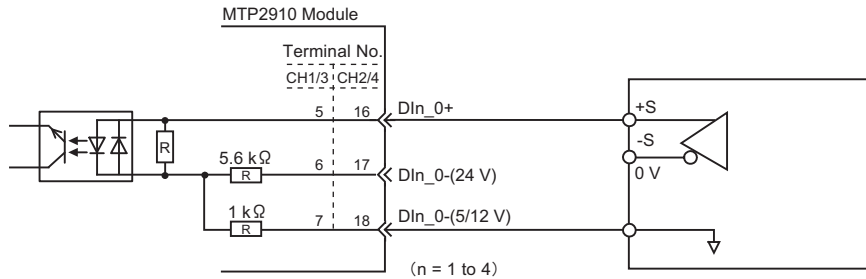 MTP2910 Module
Terminal No.
CH1/3 CH2/4
5 16 DIn_0+ +S
R
-S
5.6 kΩ 6 17 DIn_0-(24 V) 0 V
R
1 kΩ 7 18 DIn_0-(5/12 V)
R
(n = 1 to 4)